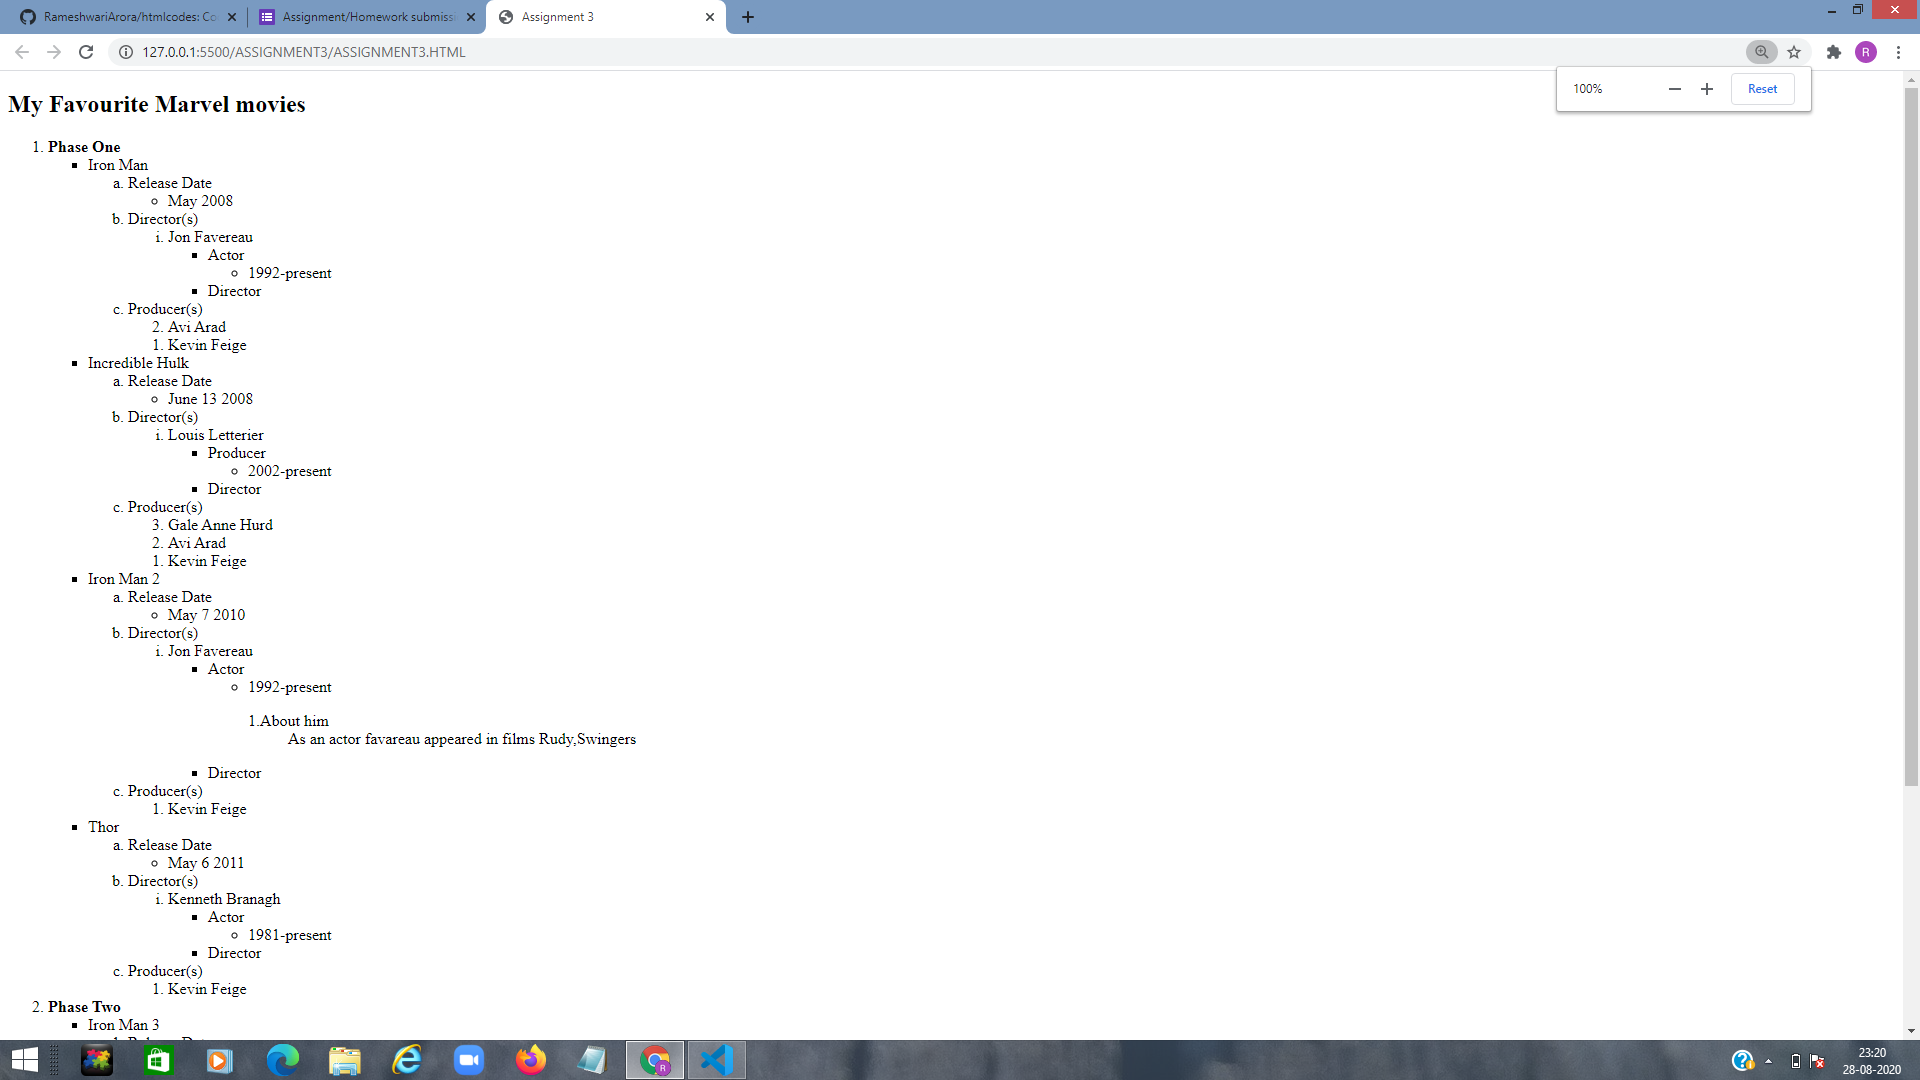 RameshwariArora/htmlcodes: Co
Assignment/Homework submissi
Assignment 3
127.0.0.1:5500/ASSIGNMENT3/ASSIGNMENT3.HTML
R
100%
Reset
My Favourite Marvel movies
1. Phase One
Iron Man
a. Release Date
May 2008
b. Director(s)
i. Jon Favereau
Actor
1992-present
Director
c. Producer(s)
2. Avi Arad
1. Kevin Feige
Incredible Hulk
a. Release Date
June 13 2008
b. Director(s)
i. Louis Letterier
Producer
2002-present
Director
c. Producer(s)
3. Gale Anne Hurd
2. Avi Arad
1. Kevin Feige
Iron Man 2
a. Release Date
May 7 2010
b. Director(s)
i. Jon Favereau
Actor
1992-present
1.About him
As an actor favareau appeared in films Rudy,Swingers
Director
c. Producer(s)
1. Kevin Feige
Thor
a. Release Date
May 6 2011
b. Director(s)
i. Kenneth Branagh
Actor
1981-present
Director
c. Producer(s)
1. Kevin Feige
2. Phase Two
Iron Man 3
R
23:20
28-08-2020